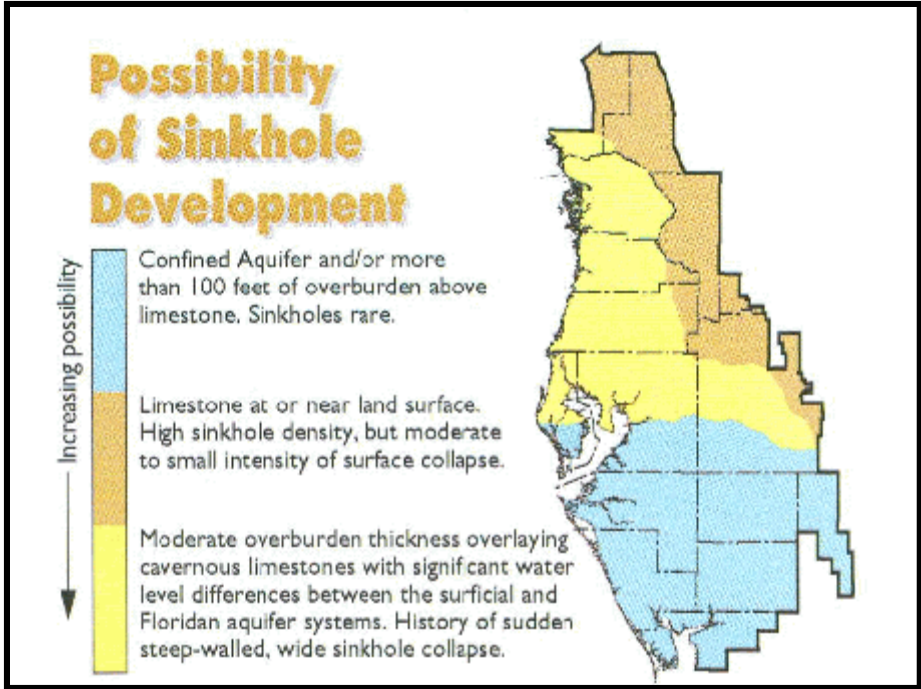 Possibility
of Sinkhole
Development
Increasing possibility
Confined Aquifer and/or more
than 100 feet of overburden above
limestone. Sinkholes rare.
Limestone at or near land surface.
High sinkhole density, but moderate
to small intensity of surface collapse.
Moderate overburden thickness overlaying
cavernous limestones with significant water
level differences between the surficial and
Floridan aquifer systems. History of sudden
steep-walled, wide sinkhole collapse.